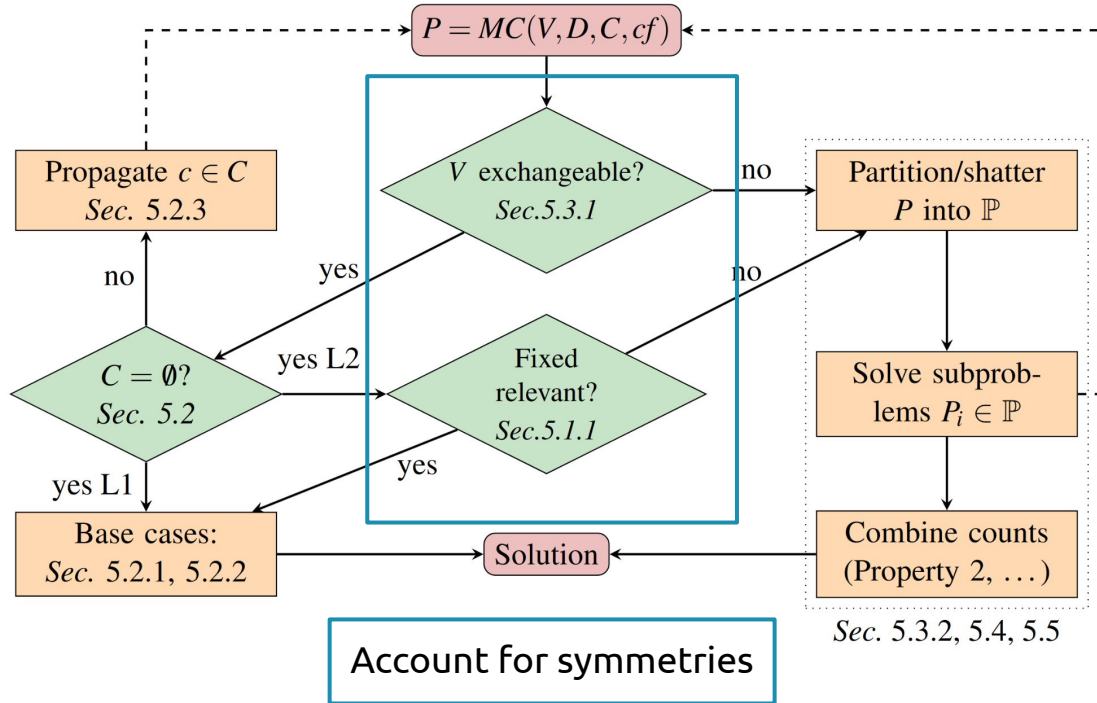 P = MC(V, D, C, cf)
Propagate c ∈ C
Sec. 5.2.3
V exchangeable?
Sec.5.3.1
no
Partition/shatter
P into ℙ
yes
no
no
C = ∅?
Sec. 5.2
yes L2
Fixed
relevant?
Sec.5.1.1
Solve subprob-
lems Pᵢ ∈ ℙ
yes
yes L1
Base cases:
Sec. 5.2.1, 5.2.2
Solution
Combine counts
(Property 2, …)
Sec. 5.3.2, 5.4, 5.5
Account for symmetries